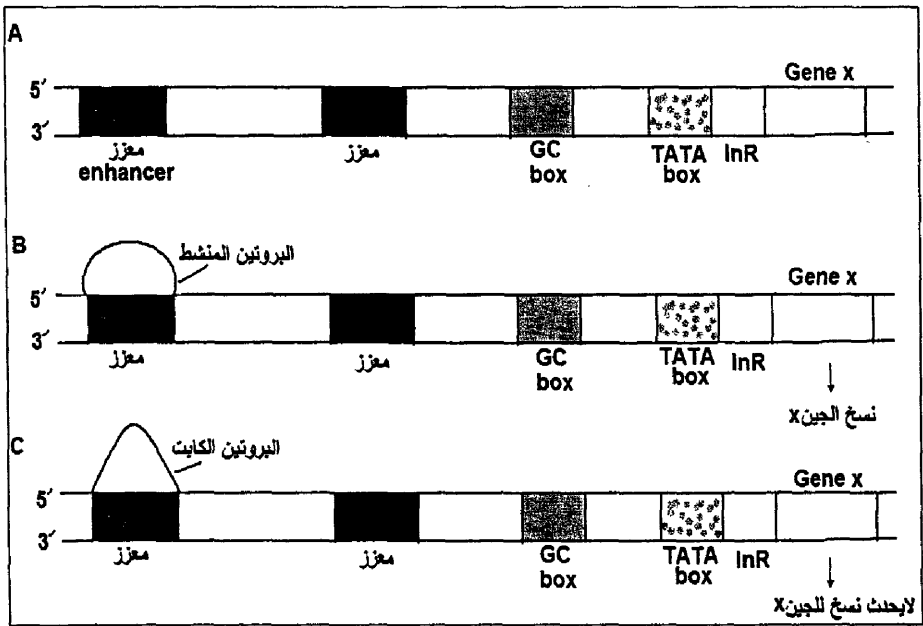 A
Gene x
5′
3′
معزز
enhancer
معزز
GC
box
TATA
box
InR
B
البروتين المنشط
Gene x
5′
3′
معزز
معزز
GC
box
TATA
box
InR
نسخ الجينx
C
البروتين الكابت
Gene x
5′
3′
معزز
معزز
GC
box
TATA
box
InR
لايحدث نسخ للجينx